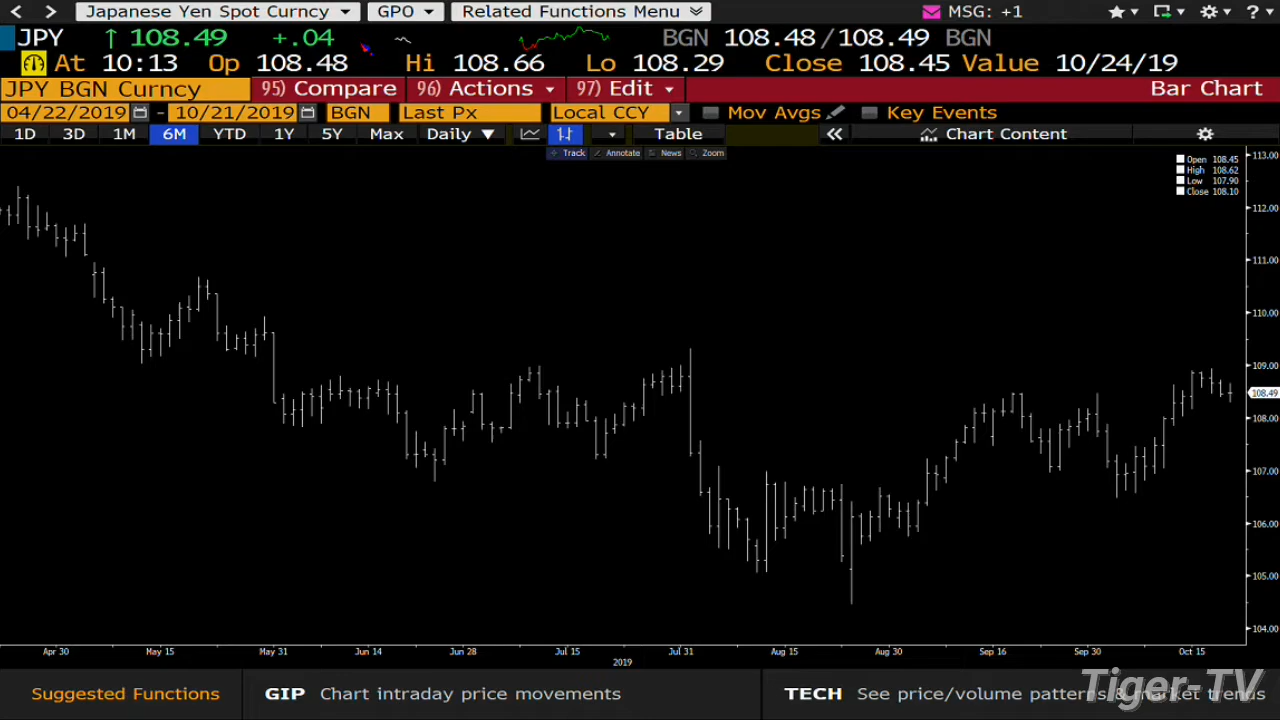 Japanese Yen Spot Curncy GPO Related Functions Menu MSG: +1 ?
JPY ↑ 108.49 +.04 BGN 108.48/108.49 BGN
At 10:13 Op 108.48 Hi 108.66 Lo 108.29 Close 108.45 Value 10/24/19
JPY BGN Curncy 95) Compare 96) Actions 97) Edit Bar Chart
04/22/2019 - 10/21/2019 BGN Last Px Local CCY Mov Avgs Key Events
1D 3D 1M 6M YTD 1Y 5Y Max Daily ▼ Table « Chart Content
Track Annotate News Zoom
Open 108.45
High 108.62
Low 107.90
Close 108.10
113.00
112.00
111.00
110.00
109.00
108.49
108.00
107.00
106.00
105.00
104.00
Apr 30 May 15 May 31 Jun 14 Jun 28 Jul 15 Jul 31 Aug 15 Aug 30 Sep 16 Sep 30 Oct 15
2019
Suggested Functions GIP Chart intraday price movements TECH See price/volume patterns & market trends
Tiger-TV